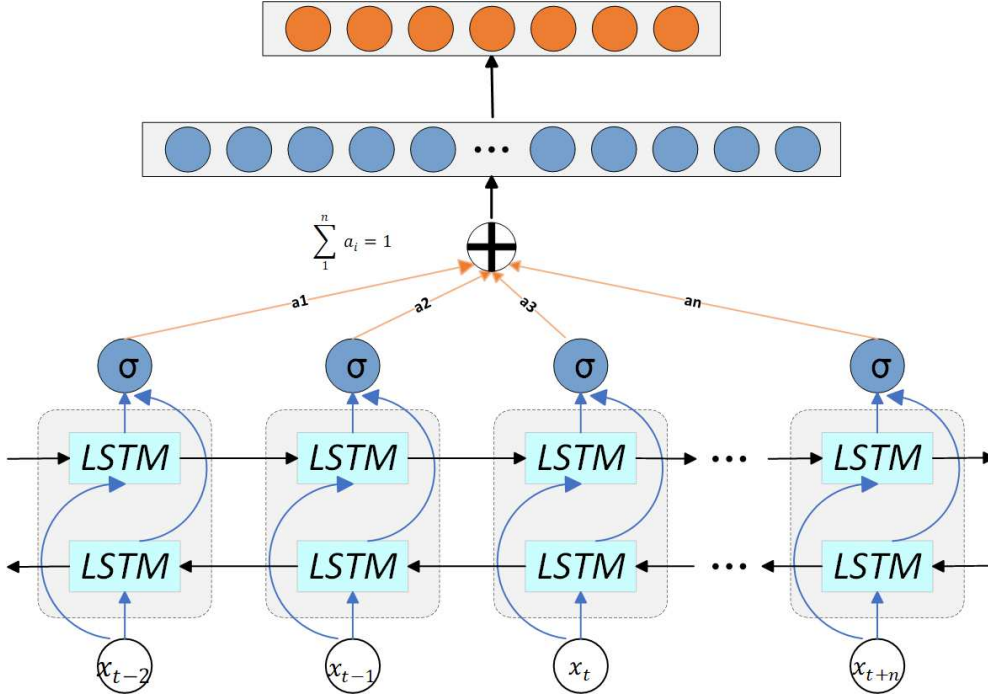 ...
n
∑ a_i = 1
1
a1 a2 a3 an
σ σ σ σ
LSTM LSTM LSTM ... LSTM
LSTM LSTM LSTM ... LSTM
x_{t-2} x_{t-1} x_t x_{t+n}